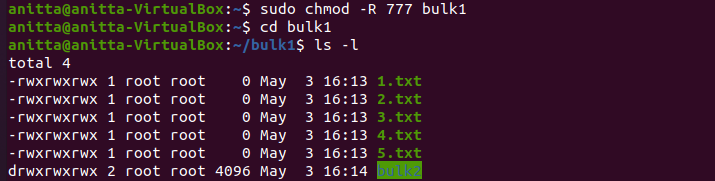 anitta@anitta-VirtualBox:~$ sudo chmod -R 777 bulk1
anitta@anitta-VirtualBox:~$ cd bulk1
anitta@anitta-VirtualBox:~/bulk1$ ls -l
total 4
-rwxrwxrwx 1 root root    0 May  3 16:13 1.txt
-rwxrwxrwx 1 root root    0 May  3 16:13 2.txt
-rwxrwxrwx 1 root root    0 May  3 16:13 3.txt
-rwxrwxrwx 1 root root    0 May  3 16:13 4.txt
-rwxrwxrwx 1 root root    0 May  3 16:13 5.txt
drwxrwxrwx 2 root root 4096 May  3 16:14 bulk2